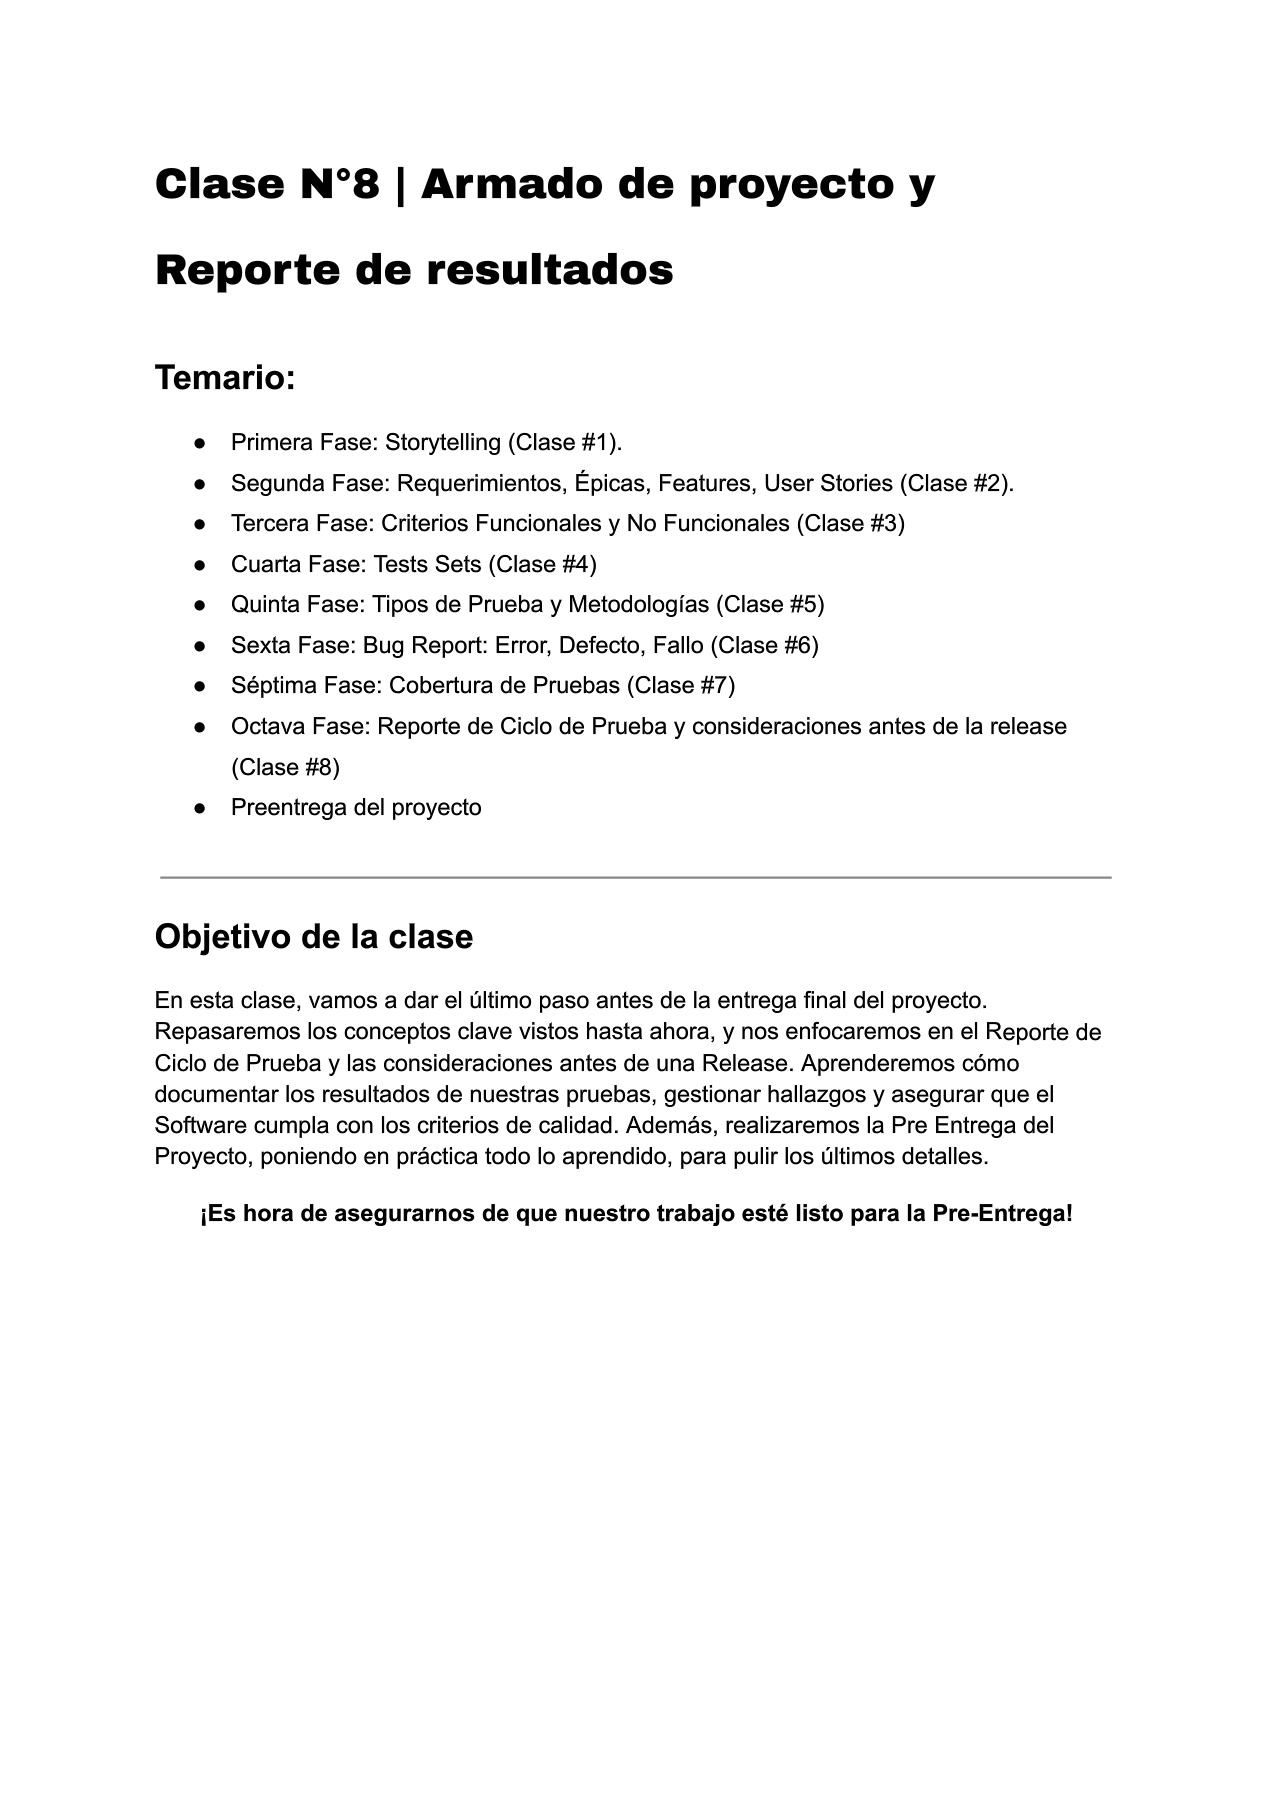 Clase N°8 | Armado de proyecto y
Reporte de resultados
Temario:
● Primera Fase: Storytelling (Clase #1).
● Segunda Fase: Requerimientos, Épicas, Features, User Stories (Clase #2).
● Tercera Fase: Criterios Funcionales y No Funcionales (Clase #3)
● Cuarta Fase: Tests Sets (Clase #4)
● Quinta Fase: Tipos de Prueba y Metodologías (Clase #5)
● Sexta Fase: Bug Report: Error, Defecto, Fallo (Clase #6)
● Séptima Fase: Cobertura de Pruebas (Clase #7)
● Octava Fase: Reporte de Ciclo de Prueba y consideraciones antes de la release
(Clase #8)
● Preentrega del proyecto
Objetivo de la clase
En esta clase, vamos a dar el último paso antes de la entrega final del proyecto.
Repasaremos los conceptos clave vistos hasta ahora, y nos enfocaremos en el Reporte de
Ciclo de Prueba y las consideraciones antes de una Release. Aprenderemos cómo
documentar los resultados de nuestras pruebas, gestionar hallazgos y asegurar que el
Software cumpla con los criterios de calidad. Además, realizaremos la Pre Entrega del
Proyecto, poniendo en práctica todo lo aprendido, para pulir los últimos detalles.
¡Es hora de asegurarnos de que nuestro trabajo esté listo para la Pre-Entrega!